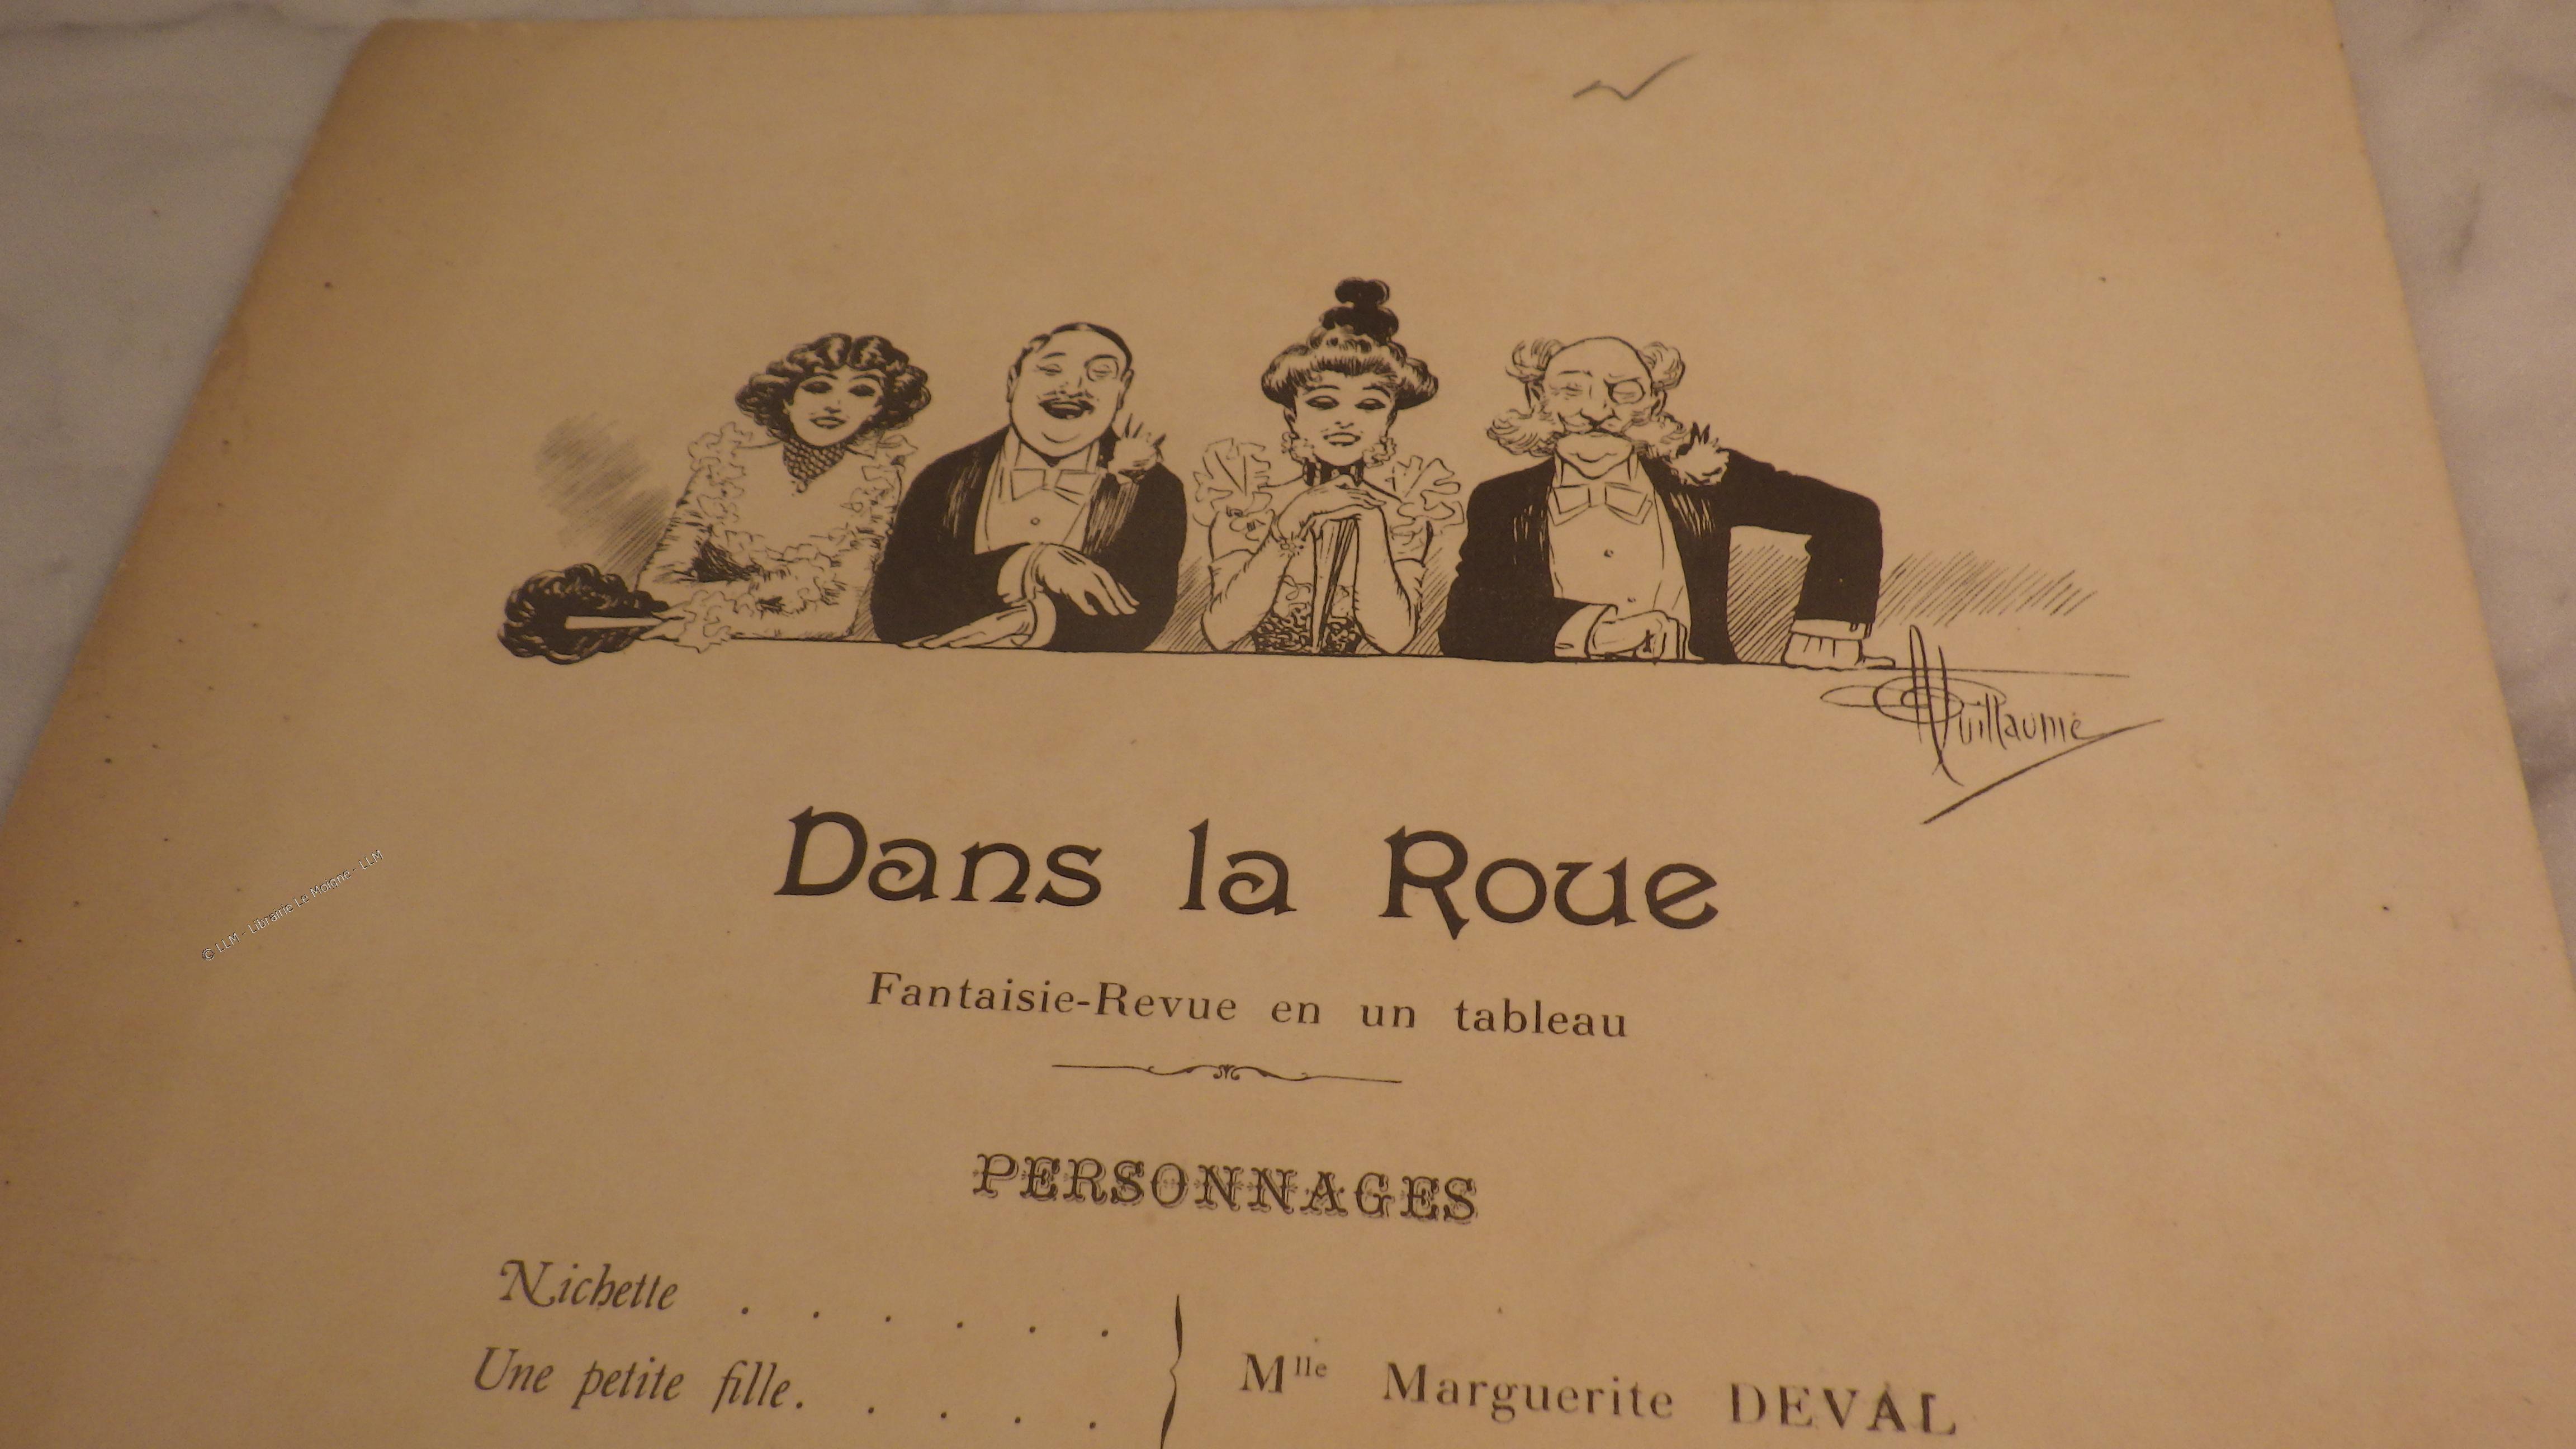 AGuillaume
Dans la Roue
Fantaisie-Revue en un tableau
PERSONNAGES
Nichette . . . . . .
Une petite fille. . . . .
Mlle Marguerite DEVAL
© LLM - Librairie Le Moigne - LLM